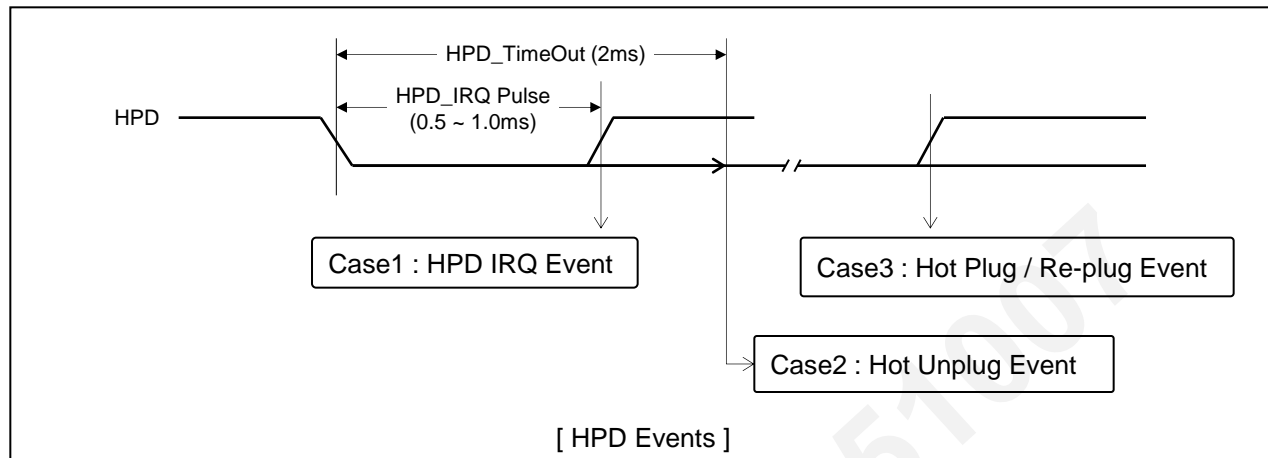 HPD_TimeOut (2ms)
HPD_IRQ Pulse
(0.5 ~ 1.0ms)
HPD
Case1 : HPD IRQ Event
Case3 : Hot Plug / Re-plug Event
Case2 : Hot Unplug Event
[ HPD Events ]
51007